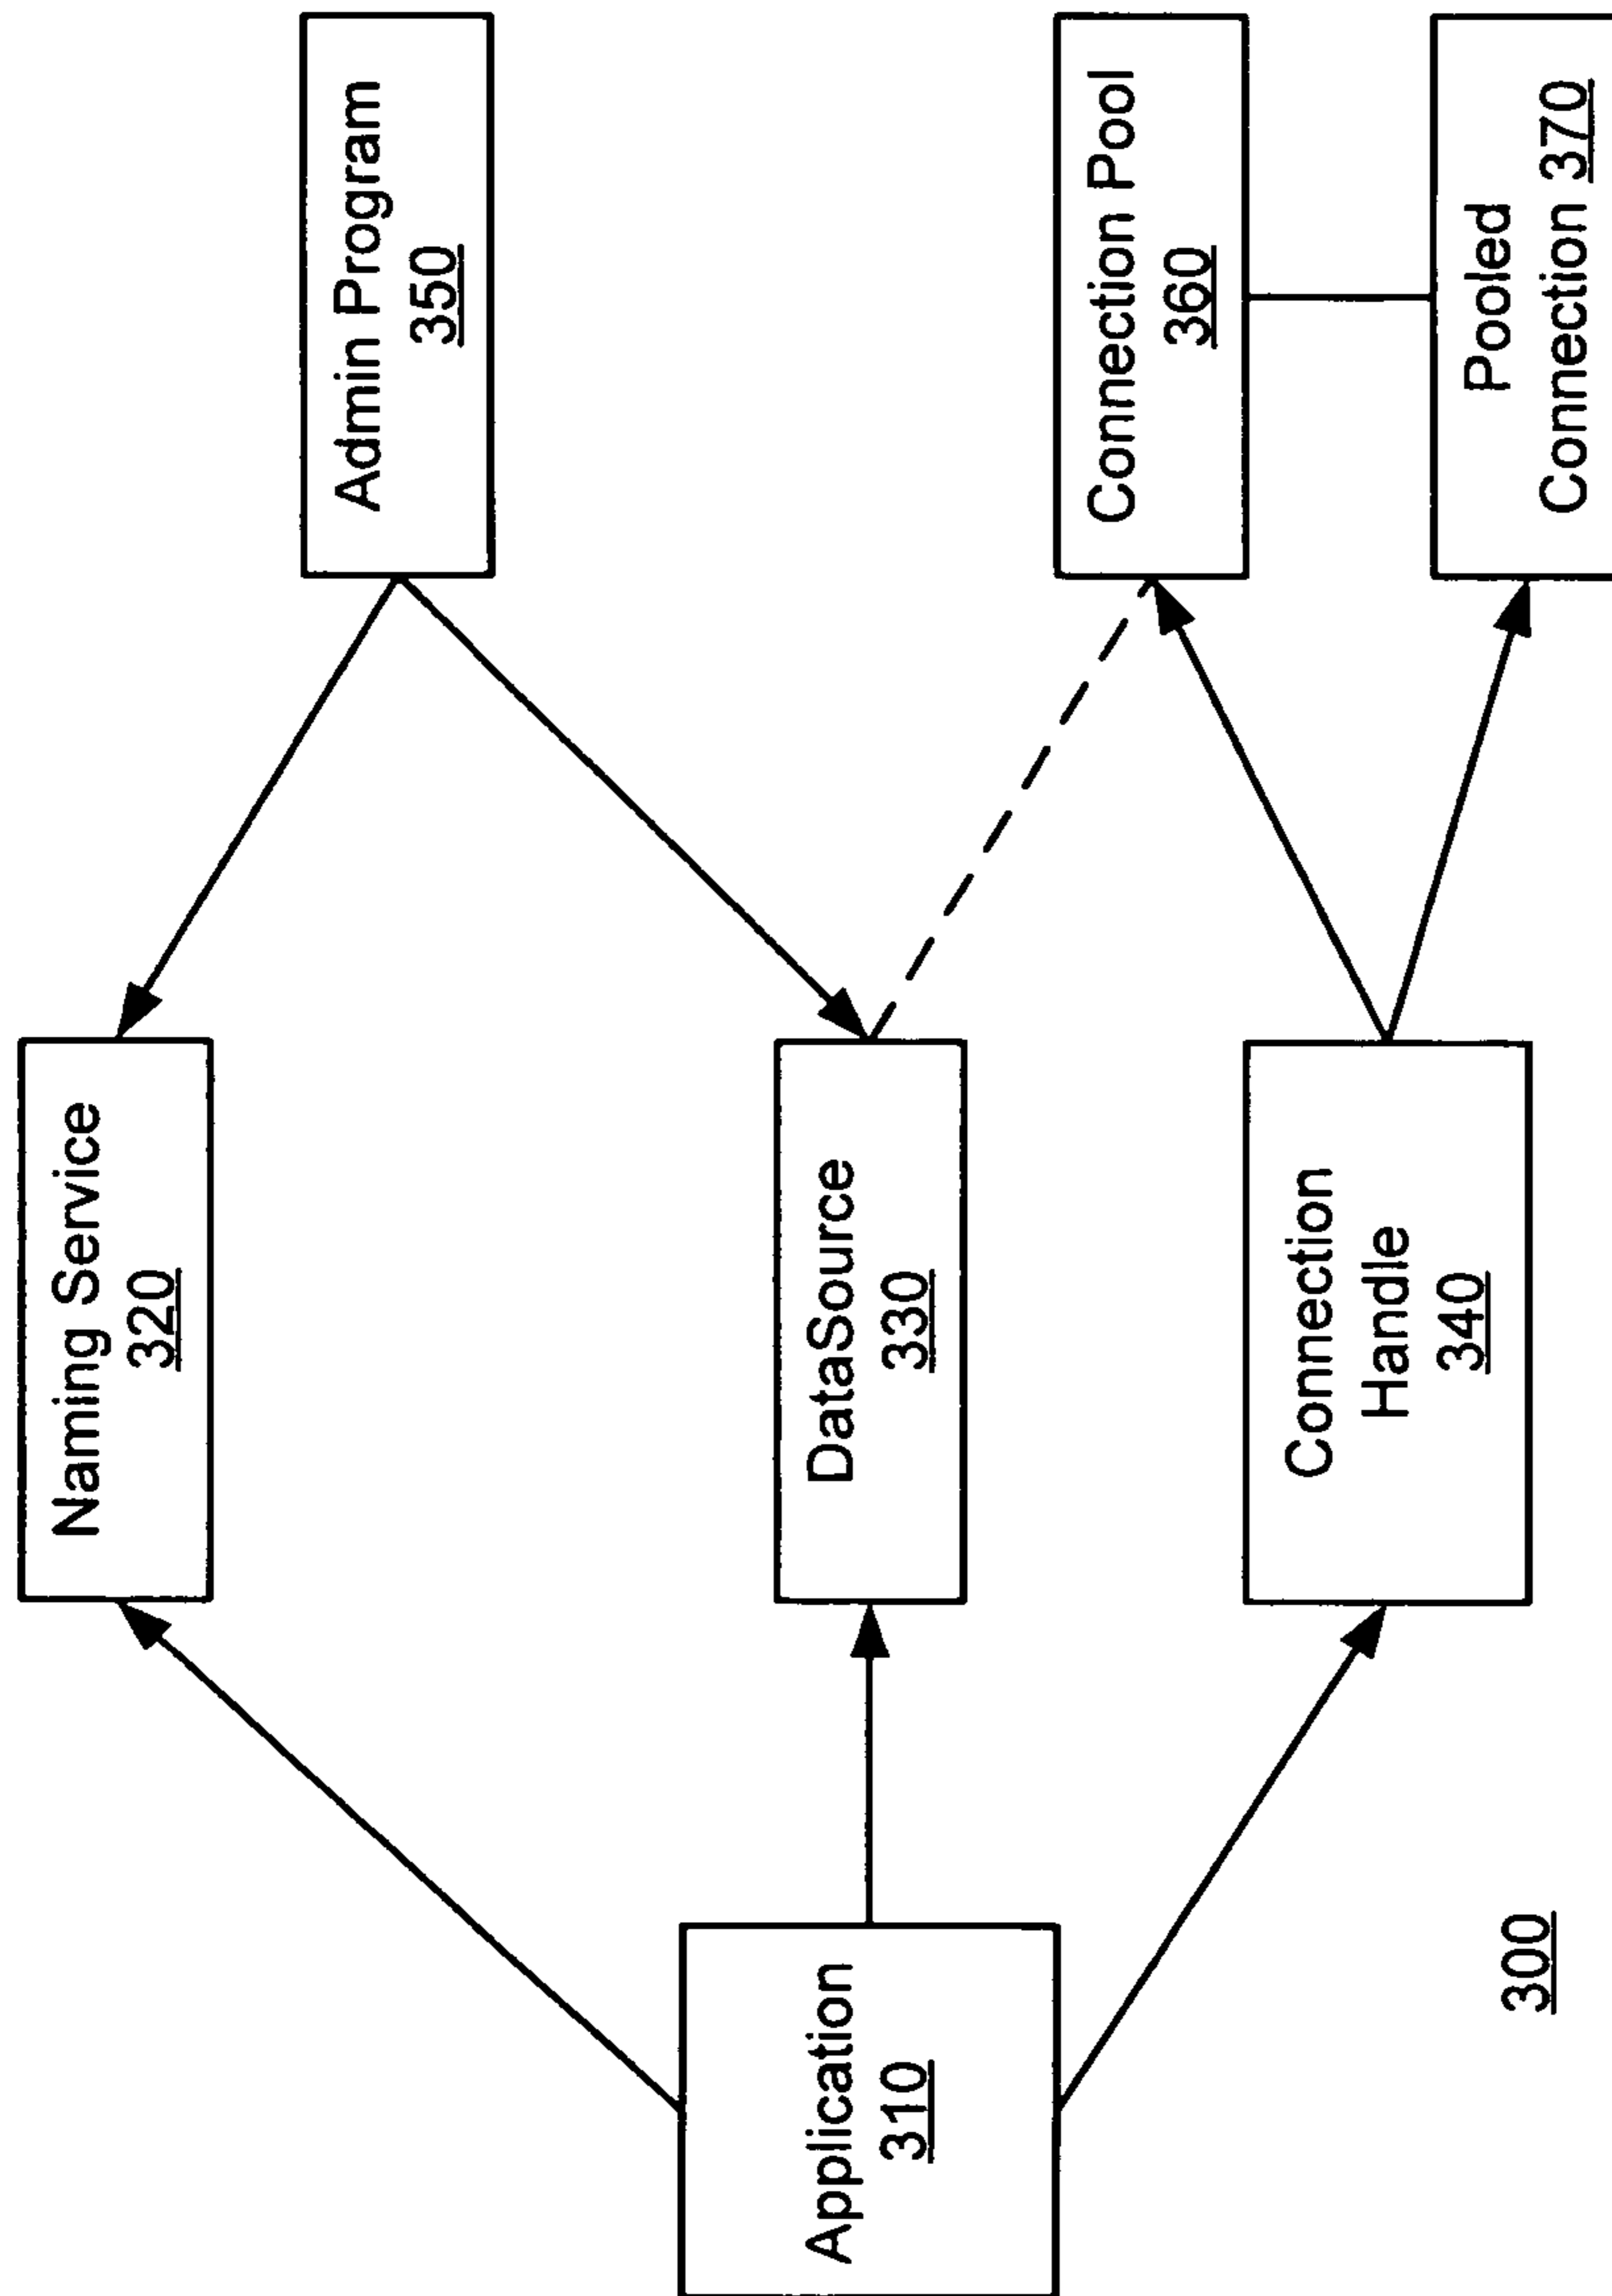 Naming Service
320
Admin Program
350
Application
310
DataSource
330
Connection Pool
360
Connection
Handle
340
Pooled
Connection 370
300